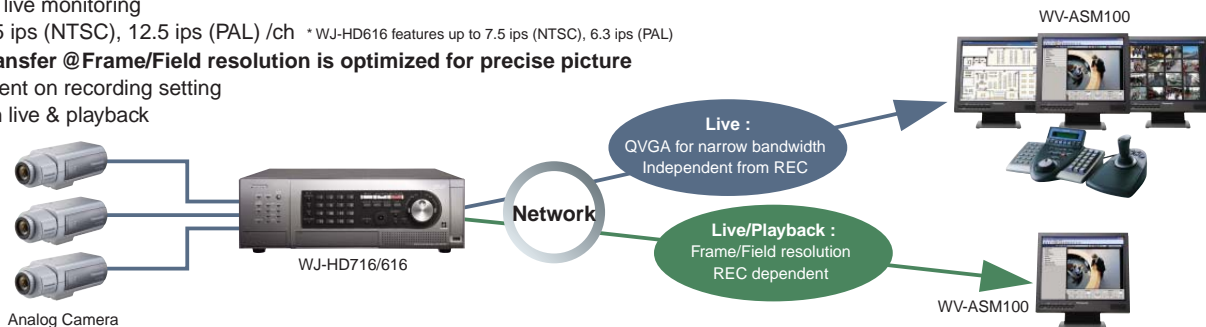 live monitoring
5 ips (NTSC), 12.5 ips (PAL) /ch * WJ-HD616 features up to 7.5 ips (NTSC), 6.3 ips (PAL)
ansfer @Frame/Field resolution is optimized for precise picture
ent on recording setting
live & playback
WV-ASM100
Live :
QVGA for narrow bandwidth
Independent from REC
Network
Live/Playback :
Frame/Field resolution
REC dependent
WJ-HD716/616
WV-ASM100
Analog Camera